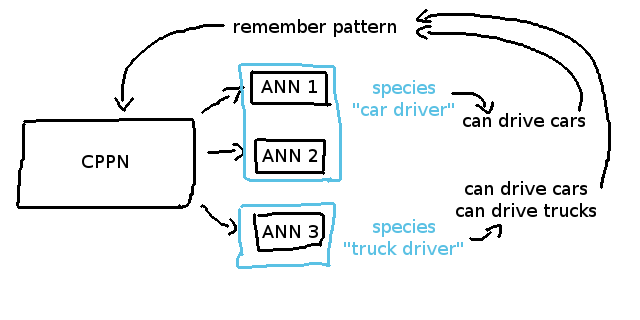 remember pattern
ANN 1
species
"car driver"
can drive cars
CPPN
ANN 2
can drive cars
can drive trucks
ANN 3
species
"truck driver"